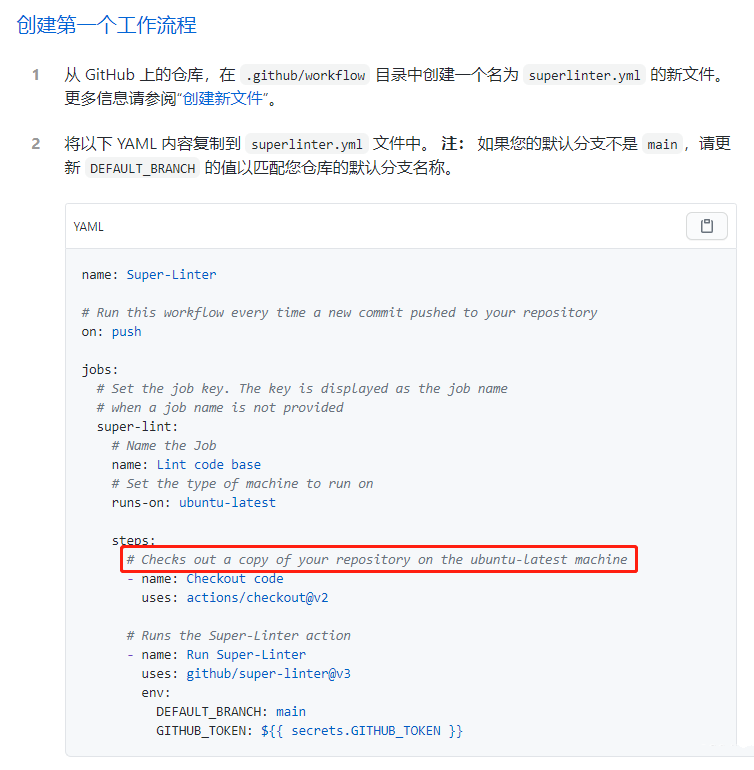 创建第一个工作流程
1 从 GitHub 上的仓库，在 .github/workflow 目录中创建一个名为 superlinter.yml 的新文件。
更多信息请参阅“创建新文件”。
2 将以下 YAML 内容复制到 superlinter.yml 文件中。 注： 如果您的默认分支不是 main ，请更
新 DEFAULT_BRANCH 的值以匹配您仓库的默认分支名称。
YAML
name: Super-Linter
# Run this workflow every time a new commit pushed to your repository
on: push
jobs:
# Set the job key. The key is displayed as the job name
# when a job name is not provided
super-lint:
# Name the Job
name: Lint code base
# Set the type of machine to run on
runs-on: ubuntu-latest
steps:
# Checks out a copy of your repository on the ubuntu-latest machine
- name: Checkout code
uses: actions/checkout@v2
# Runs the Super-Linter action
- name: Run Super-Linter
uses: github/super-linter@v3
env:
DEFAULT_BRANCH: main
GITHUB_TOKEN: ${{ secrets.GITHUB_TOKEN }}